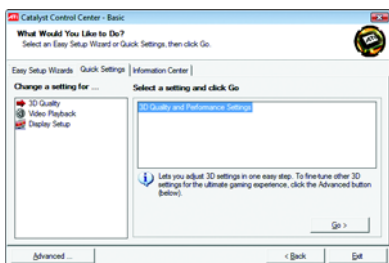 Catalyst Control Center - Basic
What Would You Like to Do?
Select an Easy Setup Wizard or Quick Settings, then click Go.
Easy Setup Wizards Quick Settings Information Center
Change a setting for ...
3D Quality
Video Playback
Display Setup
Select a setting and click Go
3D Quality and Performance Settings
Lets you adjust 3D settings in one easy step. To fine-tune other 3D
settings for the ultimate gaming experience, click the Advanced button
(below).
Go >
Advanced ...
< Back
Exit